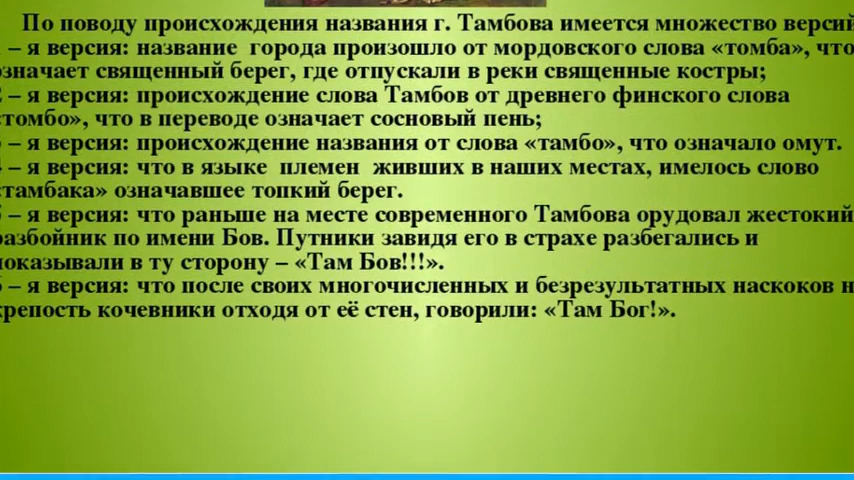 По поводу происхождения названия г. Тамбова имеется множество версий
– я версия: название города произошло от мордовского слова «томба», что
означает священный берег, где отпускали в реки священные костры;
– я версия: происхождение слова Тамбов от древнего финского слова
«томбо», что в переводе означает сосновый пень;
– я версия: происхождение названия от слова «тамбо», что означало омут.
– я версия: что в языке племен живших в наших местах, имелось слово
«тамбака» означавшее топкий берег.
– я версия: что раньше на месте современного Тамбова орудовал жестокий
разбойник по имени Бов. Путники завидя его в страхе разбегались и
показывали в ту сторону – «Там Бов!!!».
– я версия: что после своих многочисленных и безрезультатных наскоков н
крепость кочевники отходя от её стен, говорили: «Там Бог!».